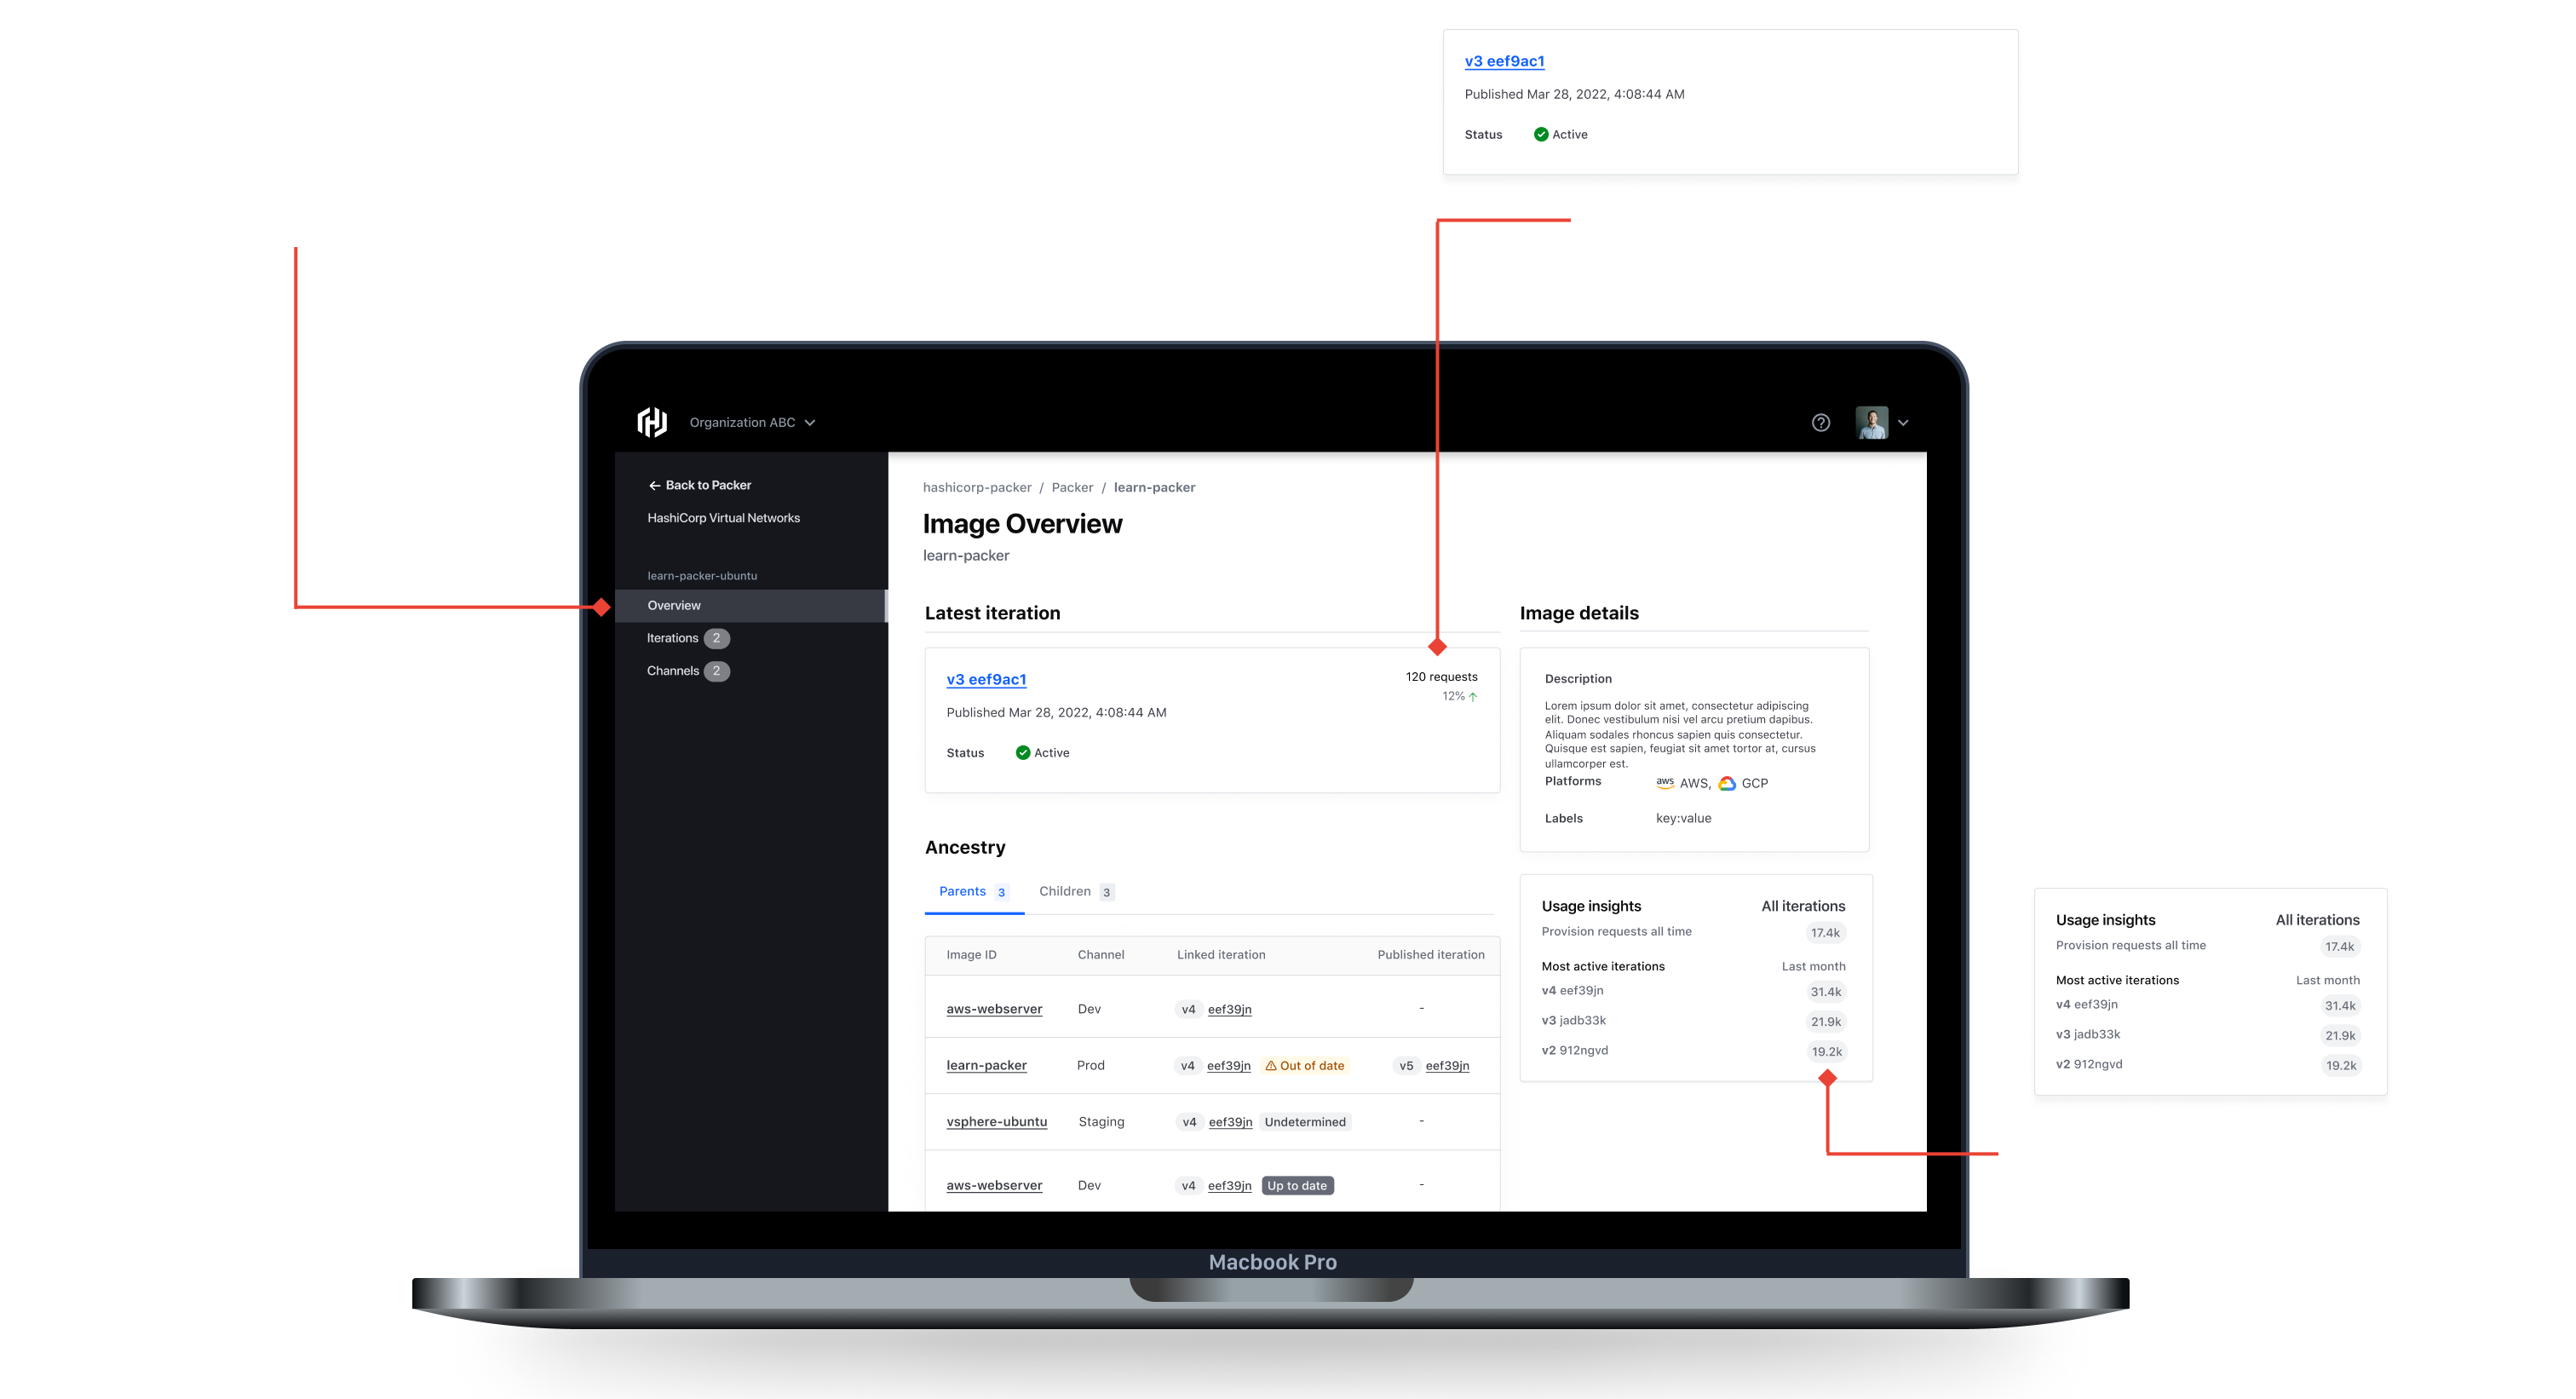 v3 eef9ac1
Published Mar 28, 2022, 4:08:44 AM
Status Active
Organization ABC
Back to Packer
HashiCorp Virtual Networks
learn-packer-ubuntu
Overview
Iterations 2
Channels 2
hashicorp-packer / Packer / learn-packer
Image Overview
learn-packer
Latest iteration
v3 eef9ac1
120 requests
12%
Published Mar 28, 2022, 4:08:44 AM
Status Active
Ancestry
Parents 3 Children 3
Image ID Channel Linked iteration Published iteration
aws-webserver Dev v4 eef39jn -
learn-packer Prod v4 eef39jn Out of date v5 eef39jn
vsphere-ubuntu Staging v4 eef39jn Undetermined -
aws-webserver Dev v4 eef39jn Up to date -
Image details
Description
Lorem ipsum dolor sit amet, consectetur adipiscing
elit. Donec vestibulum nisi vel arcu pretium dapibus.
Aliquam sodales rhoncus sapien quis consectetur.
Quisque est sapien, feugiat sit amet tortor at, cursus
ullamcorper est.
Platforms aws AWS, GCP
Labels key:value
Usage insights All iterations
Provision requests all time 17.4k
Most active iterations Last month
v4 eef39jn 31.4k
v3 jadb33k 21.9k
v2 912ngvd 19.2k
Usage insights All iterations
Provision requests all time 17.4k
Most active iterations Last month
v4 eef39jn 31.4k
v3 jadb33k 21.9k
v2 912ngvd 19.2k
Macbook Pro